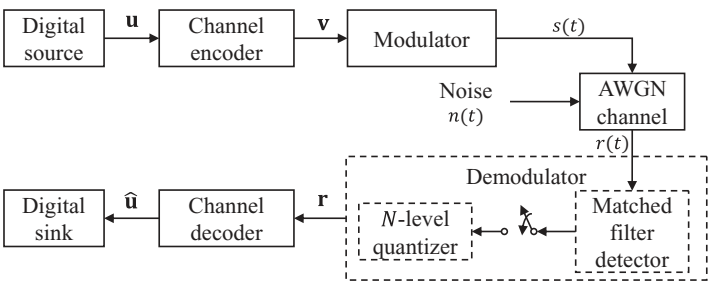 Digital
source
u
Channel
encoder
v
Modulator
s(t)
AWGN
channel
Noise
n(t)
r(t)
Demodulator
Matched
filter
detector
N-level
quantizer
r
Channel
decoder
û
Digital
sink